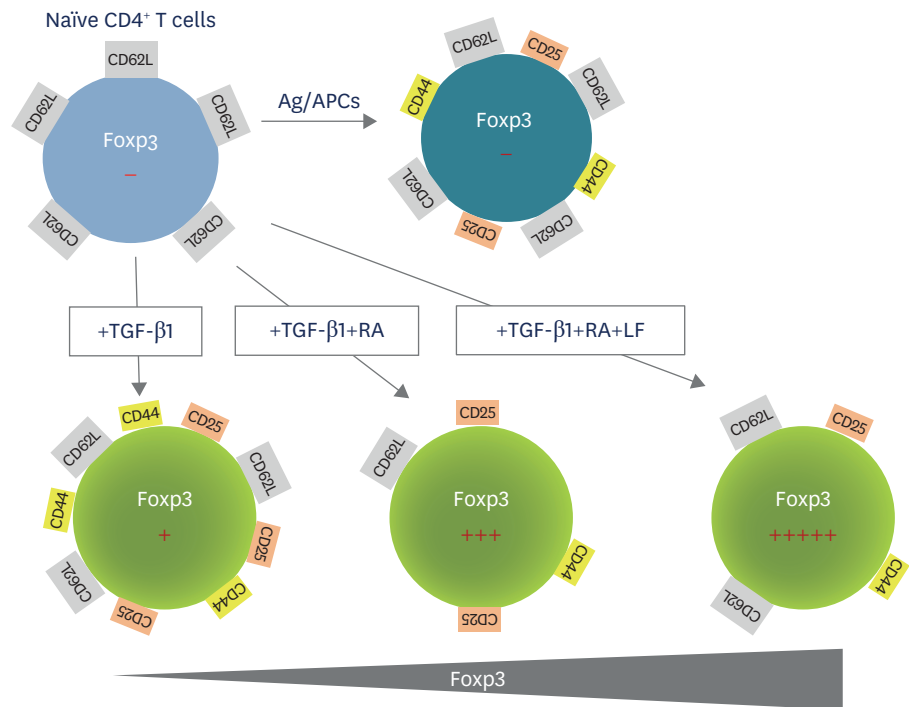 Naïve CD4⁺ T cells
CD62L
CD62L
CD62L
CD62L
CD62L
Foxp3
−
Ag/APCs
CD62L
CD25
CD44
CD62L
Foxp3
−
CD62L
CD44
CD25
CD62L
+TGF-β1
+TGF-β1+RA
+TGF-β1+RA+LF
CD44
CD25
CD62L
CD62L
CD44
Foxp3
+
CD25
CD62L
CD44
CD25
CD25
CD62L
Foxp3
+++
CD44
CD25
CD62L
CD25
Foxp3
+++++
CD44
CD62L
Foxp3